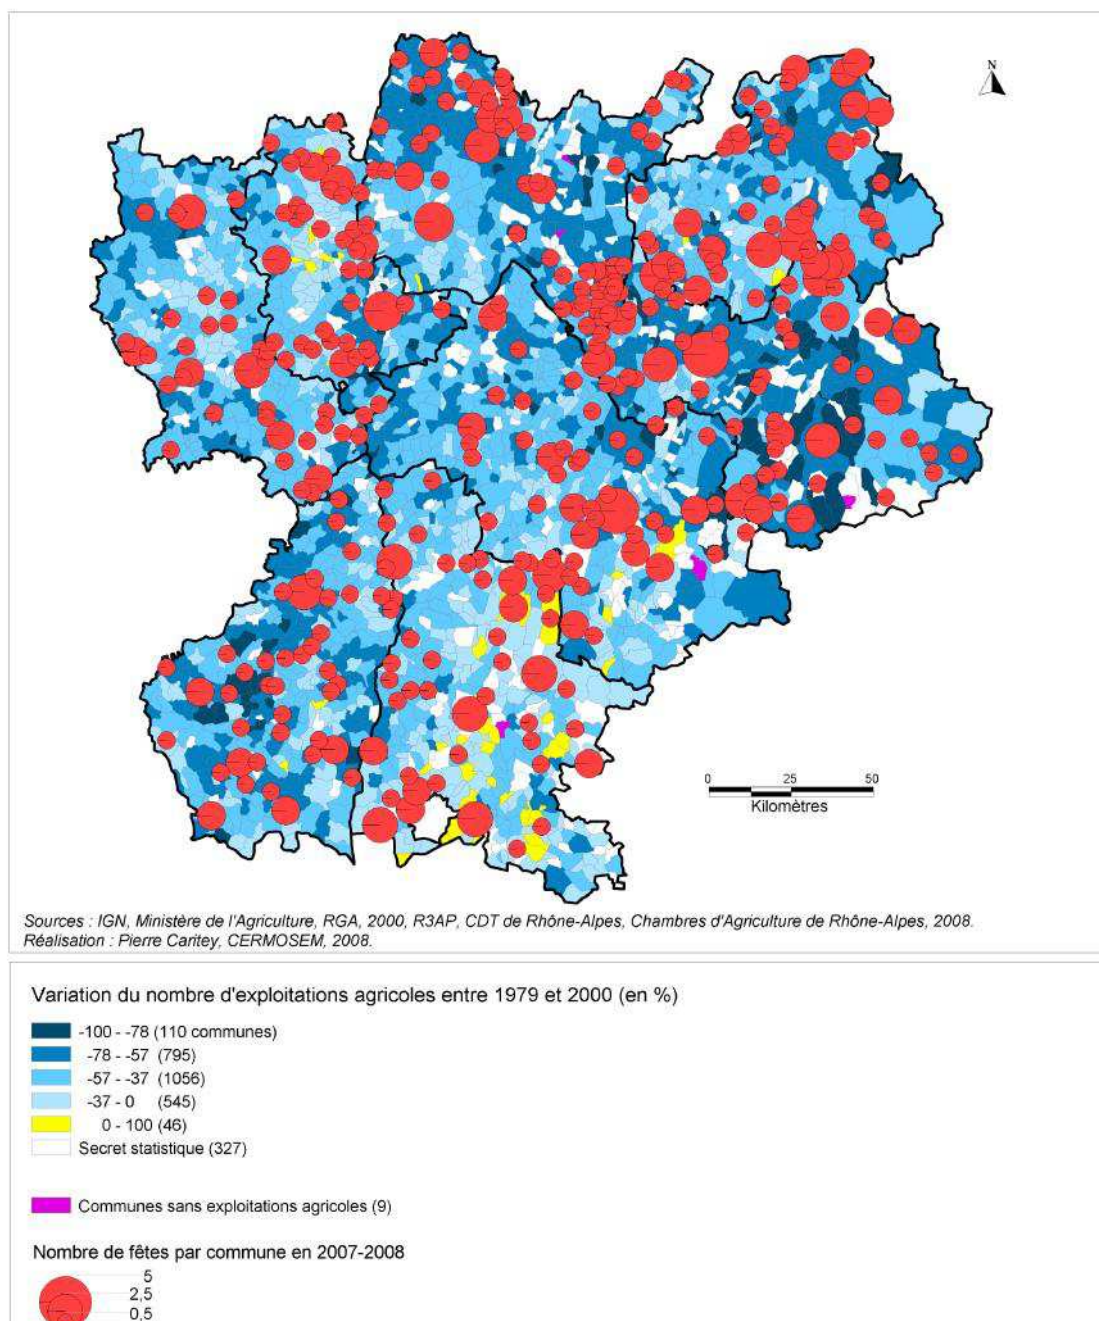 N
0 25 50
Kilomètres
Sources : IGN, Ministère de l'Agriculture, RGA, 2000, R3AP, CDT de Rhône-Alpes, Chambres d'Agriculture de Rhône-Alpes, 2008.
Réalisation : Pierre Caritey, CERMOSEM, 2008.
Variation du nombre d'exploitations agricoles entre 1979 et 2000 (en %)
-100 - -78 (110 communes)
-78 - -57 (795)
-57 - -37 (1056)
-37 - 0 (545)
0 - 100 (46)
Secret statistique (327)
Communes sans exploitations agricoles (9)
Nombre de fêtes par commune en 2007-2008
5
2,5
0,5